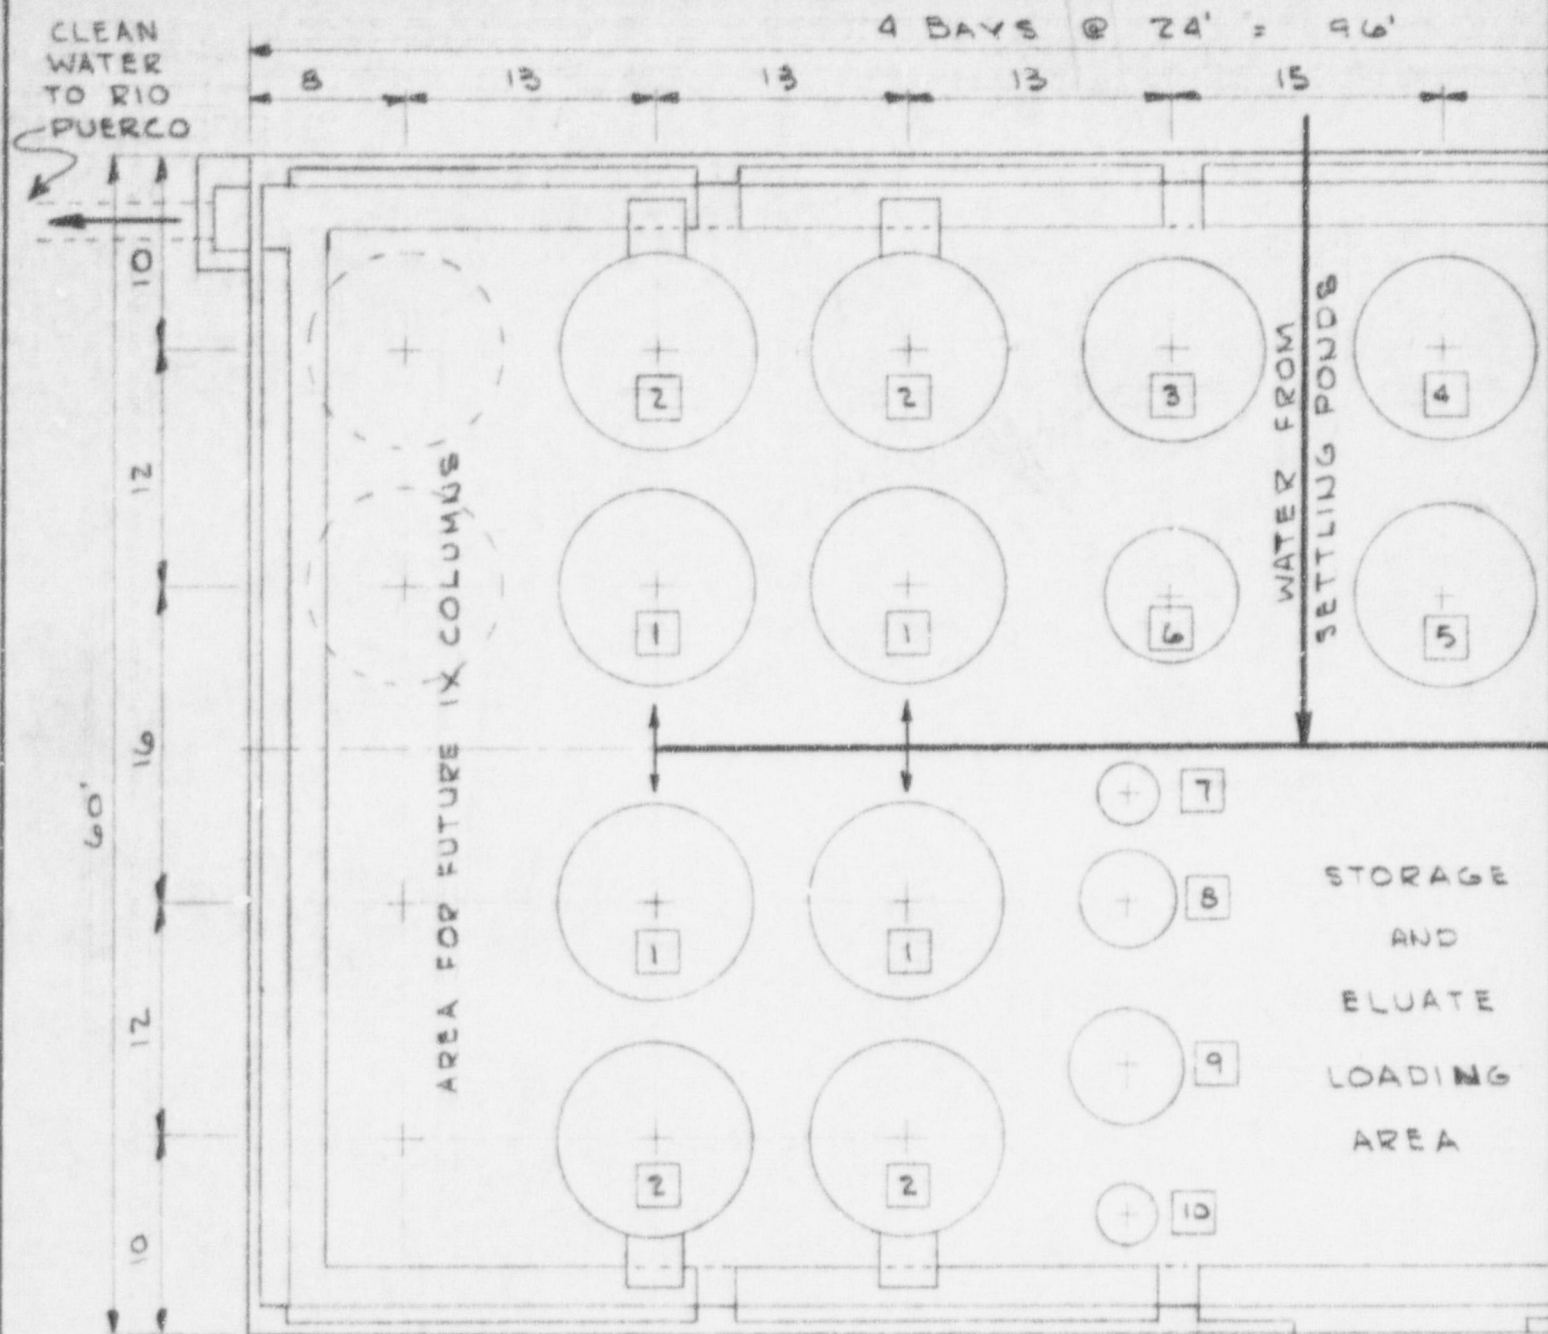 CLEAN
WATER
TO RIO
PUERCO
4 BAYS @ 24' = 96'
8 13 13 13 15
10
12
16
12
10
60'
AREA FOR FUTURE IX COLUMNS
WATER FROM
SETTLING PONDS
2 2 3 4
1 1 6 5
7
1 1 8
9
2 2 10
STORAGE
AND
ELUATE
LOADING
AREA